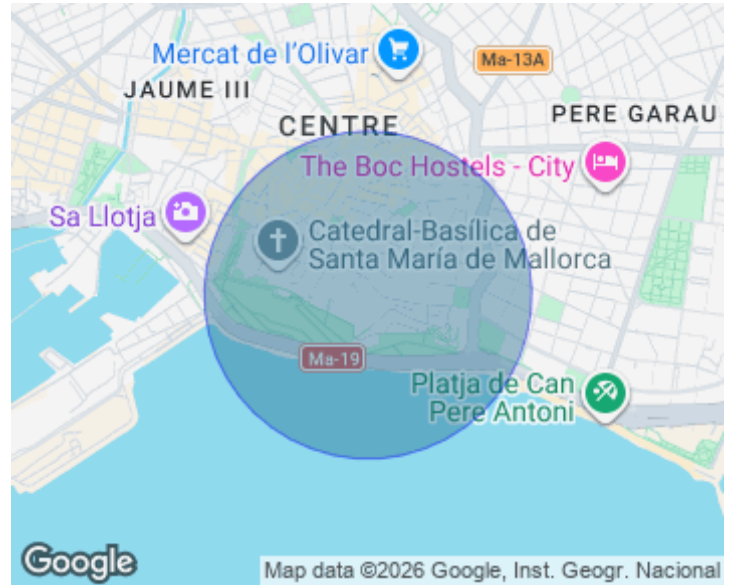 Mercat de l'Olivar
Ma-13A
JAUME III
PERE GARAU
CENTRE
The Boc Hostels - City
Sa Llotja
Catedral-Basílica de
Santa María de Mallorca
Ma-19
Platja de Can
Pere Antoni
Google
Map data ©2026 Google, Inst. Geogr. Nacional